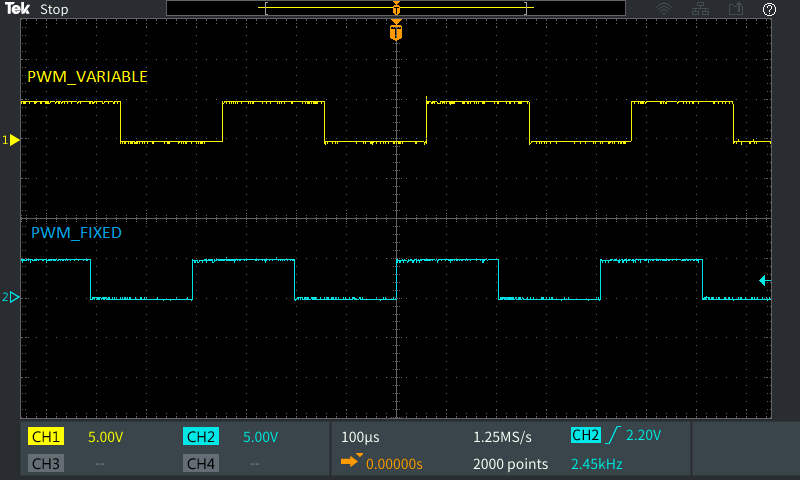 Tek Stop
T
T
PWM_VARIABLE
1
PWM_FIXED
2
CH1 5.00V CH2 5.00V 100µs 1.25MS/s CH2 2.20V
CH3 -- CH4 -- 0.00000s 2000 points 2.45kHz